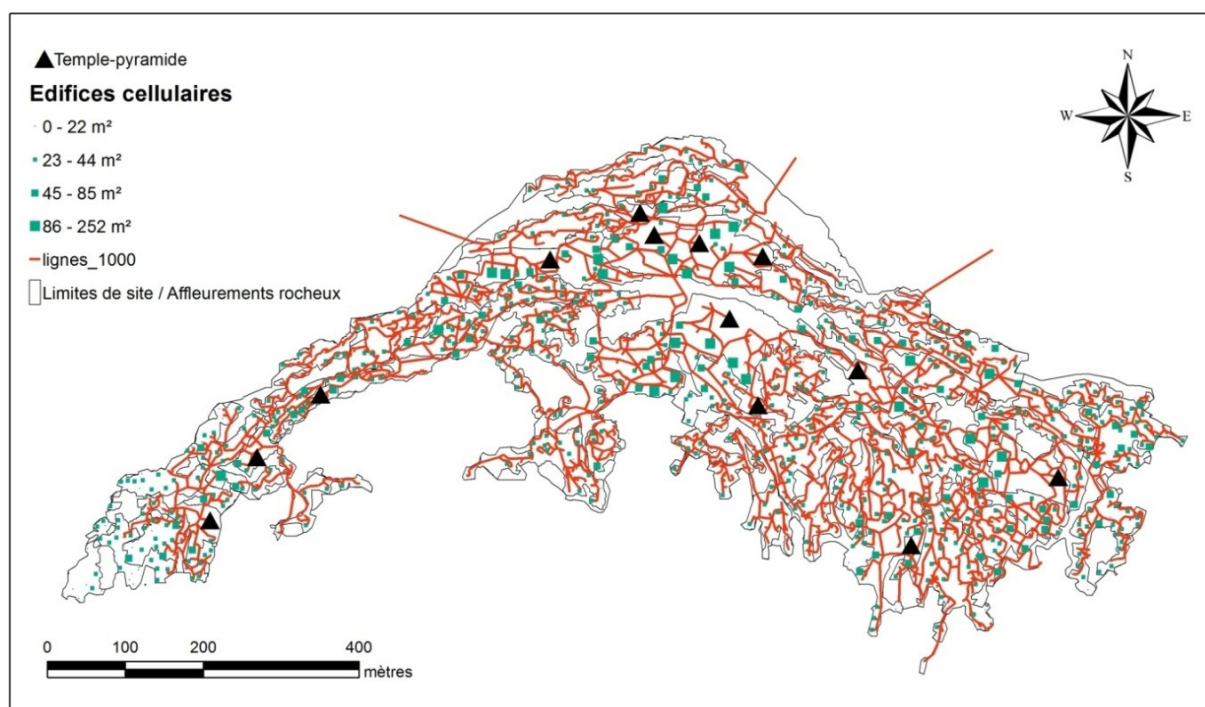 Temple-pyramide
Edifices cellulaires
0 - 22 m²
23 - 44 m²
45 - 85 m²
86 - 252 m²
lignes_1000
Limites de site / Affleurements rocheux
N
W E
S
0 100 200 400
mètres